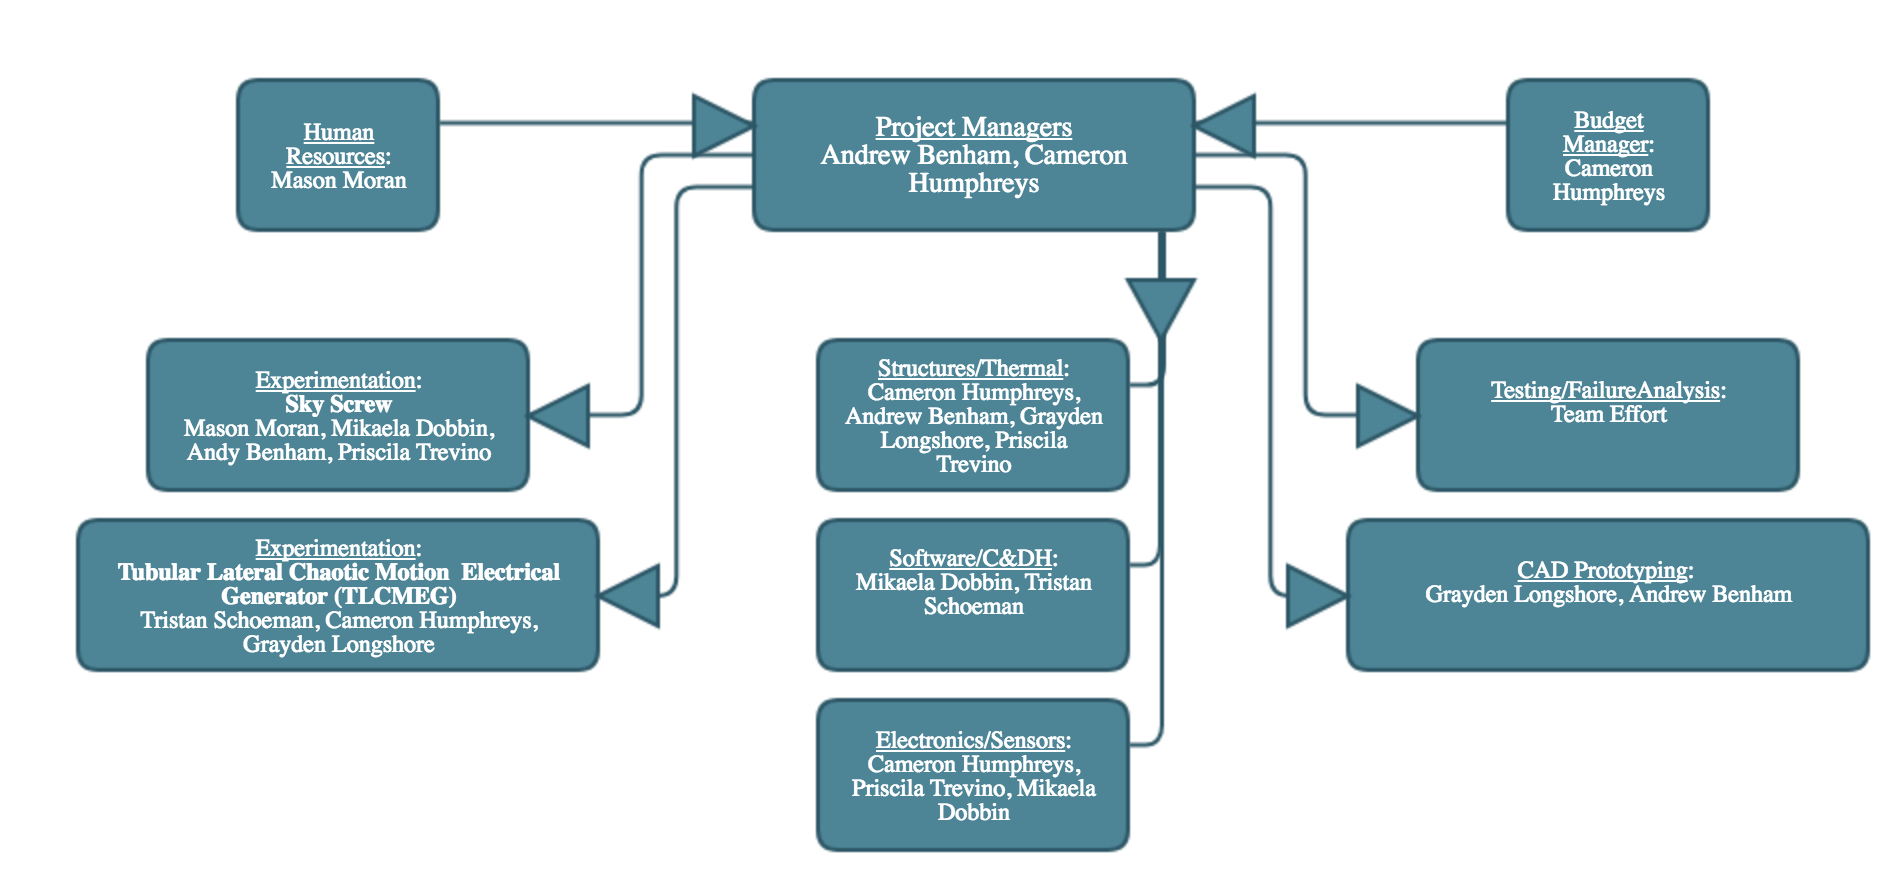 Human
Resources:
Mason Moran
Project Managers
Andrew Benham, Cameron
Humphreys
Budget
Manager:
Cameron
Humphreys
Experimentation:
Sky Screw
Mason Moran, Mikaela Dobbin,
Andy Benham, Priscila Trevino
Structures/Thermal:
Cameron Humphreys,
Andrew Benham, Grayden
Longshore, Priscila
Trevino
Testing/FailureAnalysis:
Team Effort
Experimentation:
Tubular Lateral Chaotic Motion  Electrical
Generator (TLCMEG)
Tristan Schoeman, Cameron Humphreys,
Grayden Longshore
Software/C&DH:
Mikaela Dobbin, Tristan
Schoeman
CAD Prototyping:
Grayden Longshore, Andrew Benham
Electronics/Sensors:
Cameron Humphreys,
Priscila Trevino, Mikaela
Dobbin